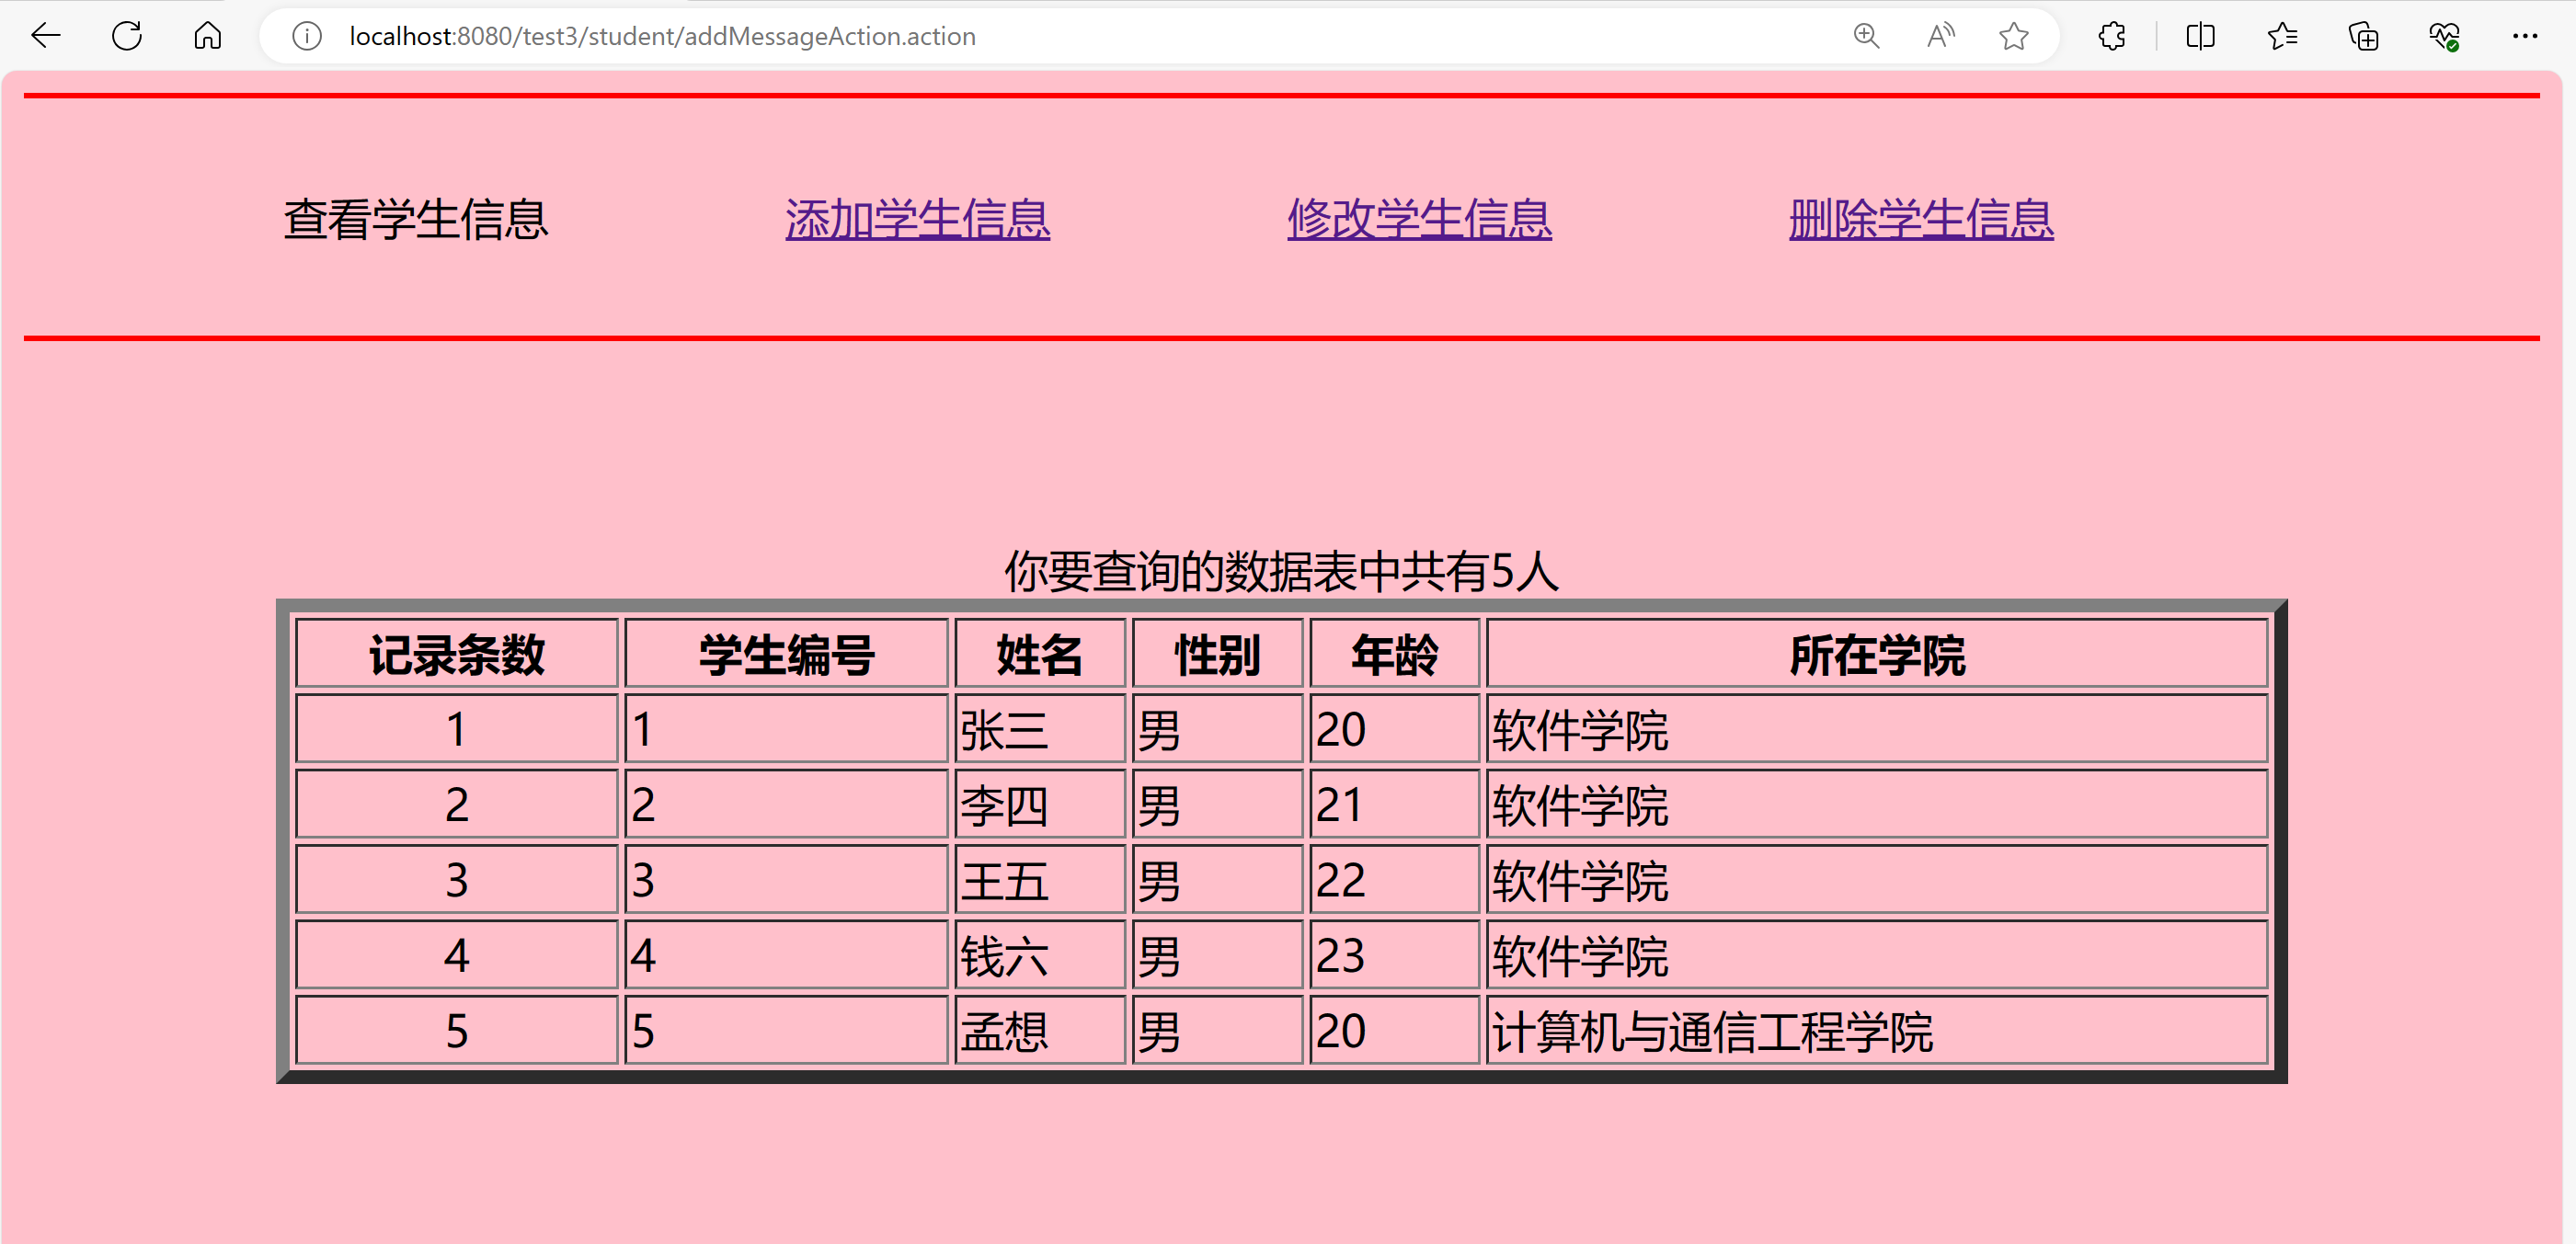 localhost:8080/test3/student/addMessageAction.action
查看学生信息 添加学生信息 修改学生信息 删除学生信息
你要查询的数据表中共有5人
记录条数 学生编号 姓名 性别 年龄 所在学院
1 1 张三 男 20 软件学院
2 2 李四 男 21 软件学院
3 3 王五 男 22 软件学院
4 4 钱六 男 23 软件学院
5 5 孟想 男 20 计算机与通信工程学院